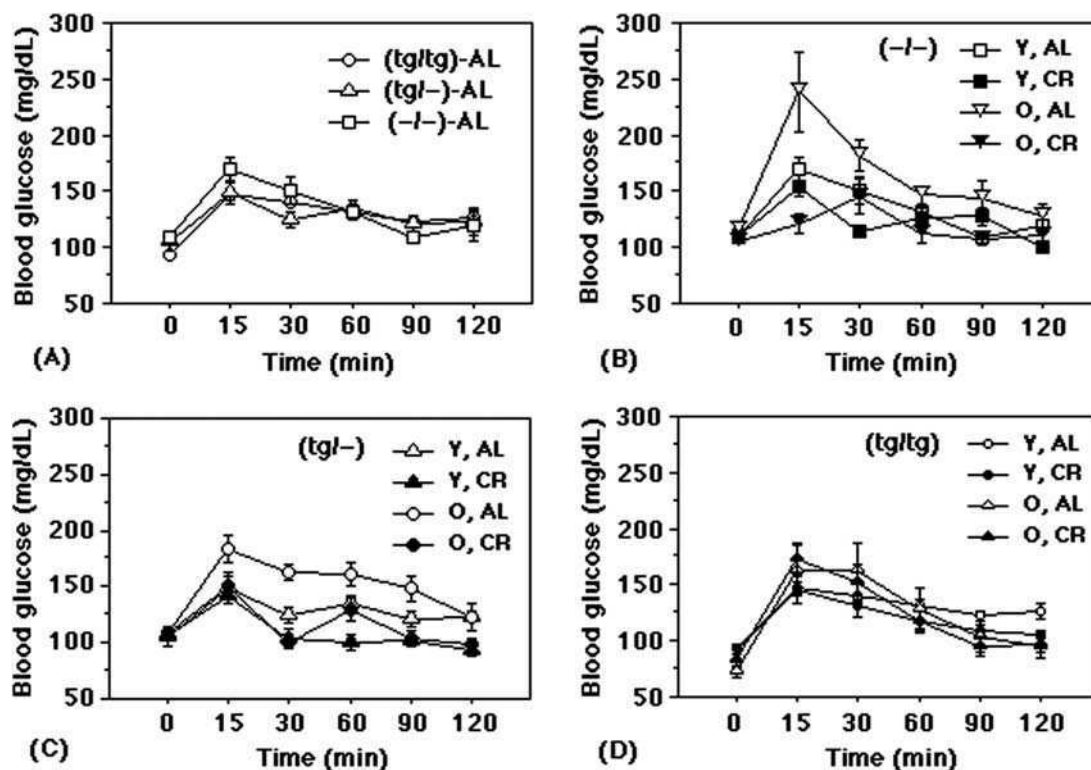 300
250
200
150
100
50
Blood glucose (mg/dL)
(tg/tg)-AL
(tg/−)-AL
(−/−)-AL
0 15 30 60 90 120
Time (min)
(A)
300
250
200
150
100
50
Blood glucose (mg/dL)
(−/−)
Y, AL
Y, CR
O, AL
O, CR
0 15 30 60 90 120
Time (min)
(B)
300
250
200
150
100
50
Blood glucose (mg/dL)
(tg/−)
Y, AL
Y, CR
O, AL
O, CR
0 15 30 60 90 120
Time (min)
(C)
300
250
200
150
100
50
Blood glucose (mg/dL)
(tg/tg)
Y, AL
Y, CR
O, AL
O, CR
0 15 30 60 90 120
Time (min)
(D)